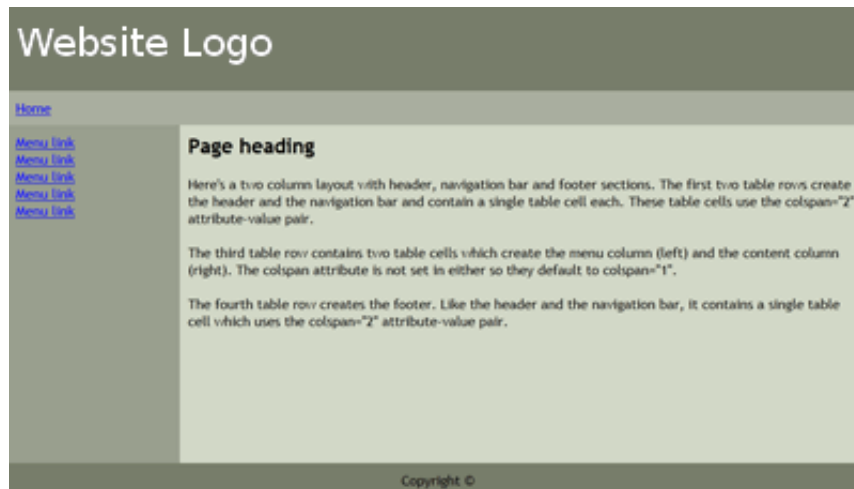 Website Logo
Home
Menu link
Menu link
Menu link
Menu link
Menu link
Page heading
Here's a two column layout with header, navigation bar and footer sections. The first two table rows create
the header and the navigation bar and contain a single table cell each. These table cells use the colspan="2"
attribute-value pair.
The third table row contains two table cells which create the menu column (left) and the content column
(right). The colspan attribute is not set in either so they default to colspan="1".
The fourth table row creates the footer. Like the header and the navigation bar, it contains a single table
cell which uses the colspan="2" attribute-value pair.
Copyright ©